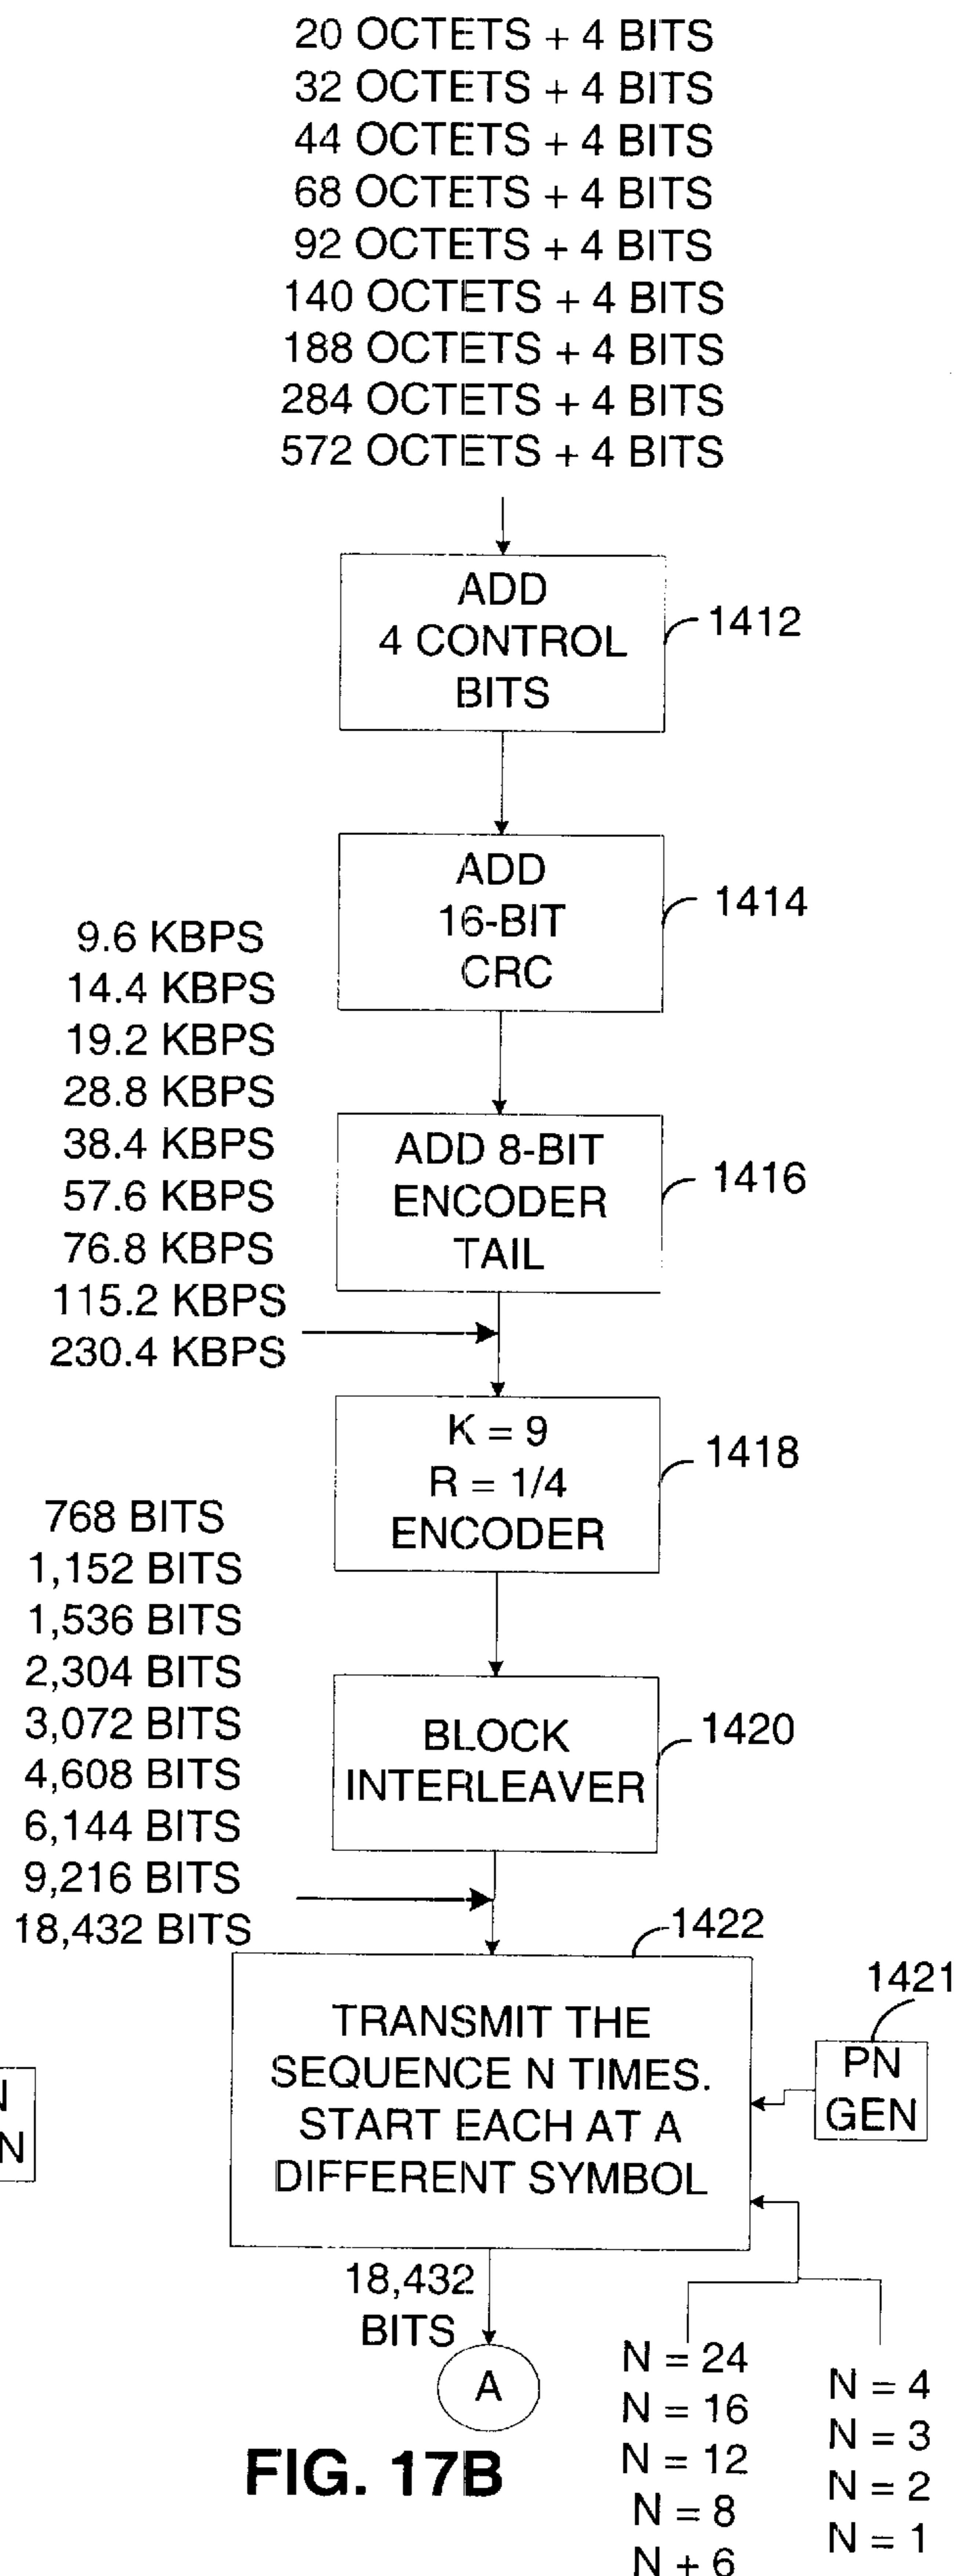 20 OCTETS + 4 BITS
32 OCTETS + 4 BITS
44 OCTETS + 4 BITS
68 OCTETS + 4 BITS
92 OCTETS + 4 BITS
140 OCTETS + 4 BITS
188 OCTETS + 4 BITS
284 OCTETS + 4 BITS
572 OCTETS + 4 BITS
ADD
4 CONTROL
BITS
1412
ADD
16-BIT
CRC
1414
9.6 KBPS
14.4 KBPS
19.2 KBPS
28.8 KBPS
38.4 KBPS
57.6 KBPS
76.8 KBPS
115.2 KBPS
230.4 KBPS
ADD 8-BIT
ENCODER
TAIL
1416
K = 9
R = 1/4
ENCODER
1418
768 BITS
1,152 BITS
1,536 BITS
2,304 BITS
3,072 BITS
4,608 BITS
6,144 BITS
9,216 BITS
18,432 BITS
BLOCK
INTERLEAVER
1420
1422
TRANSMIT THE
SEQUENCE N TIMES.
START EACH AT A
DIFFERENT SYMBOL
1421
PN
GEN
N
N
18,432
BITS
A
N = 24
N = 16
N = 12
N = 8
N + 6
N = 4
N = 3
N = 2
N = 1
FIG. 17B